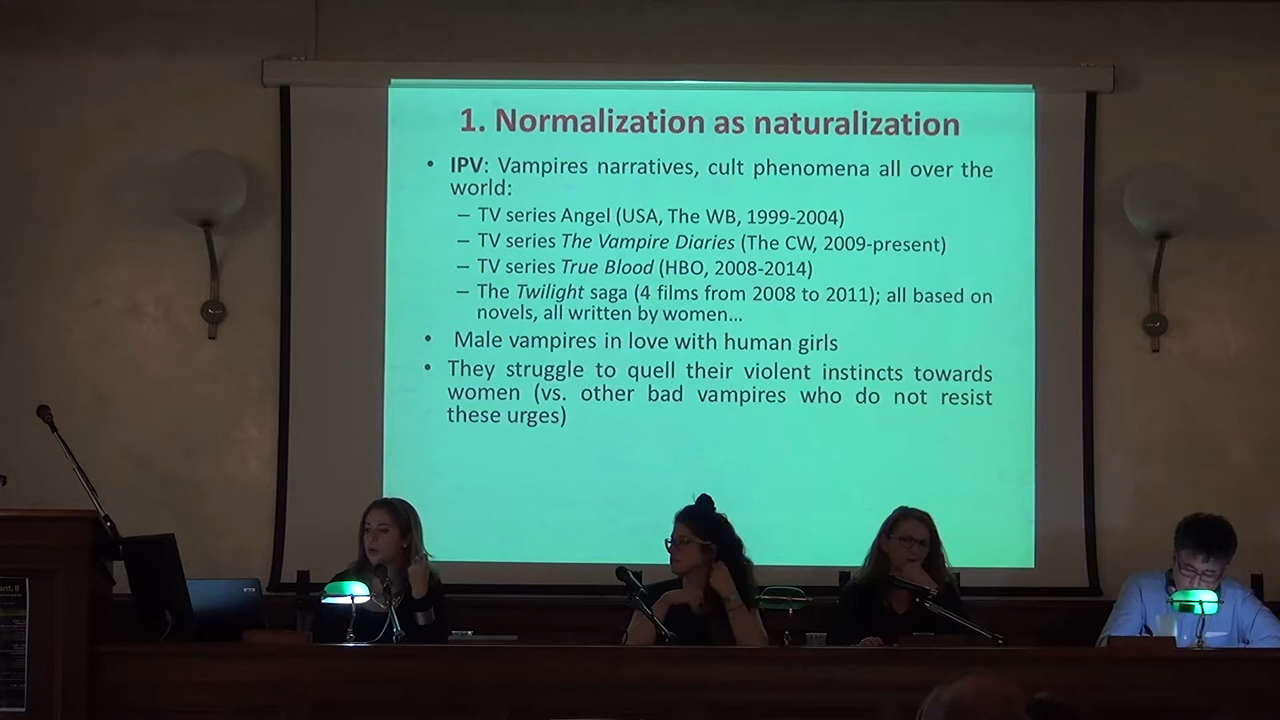 1. Normalization as naturalization
• IPV: Vampires narratives, cult phenomena all over the
world:
– TV series Angel (USA, The WB, 1999-2004)
– TV series The Vampire Diaries (The CW, 2009-present)
– TV series True Blood (HBO, 2008-2014)
– The Twilight saga (4 films from 2008 to 2011); all based on
novels, all written by women…
• Male vampires in love with human girls
• They struggle to quell their violent instincts towards
women (vs. other bad vampires who do not resist
these urges)